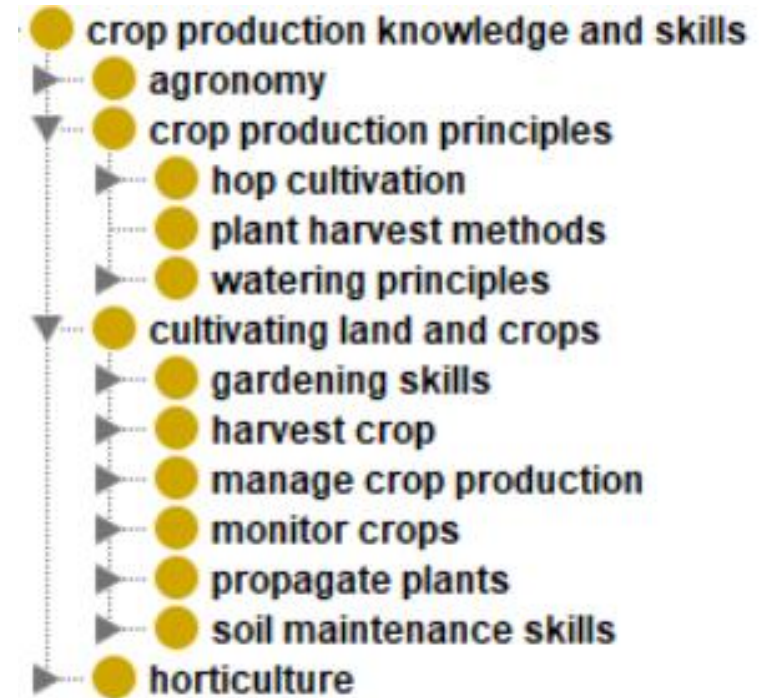 crop production knowledge and skills
agronomy
crop production principles
hop cultivation
plant harvest methods
watering principles
cultivating land and crops
gardening skills
harvest crop
manage crop production
monitor crops
propagate plants
soil maintenance skills
horticulture